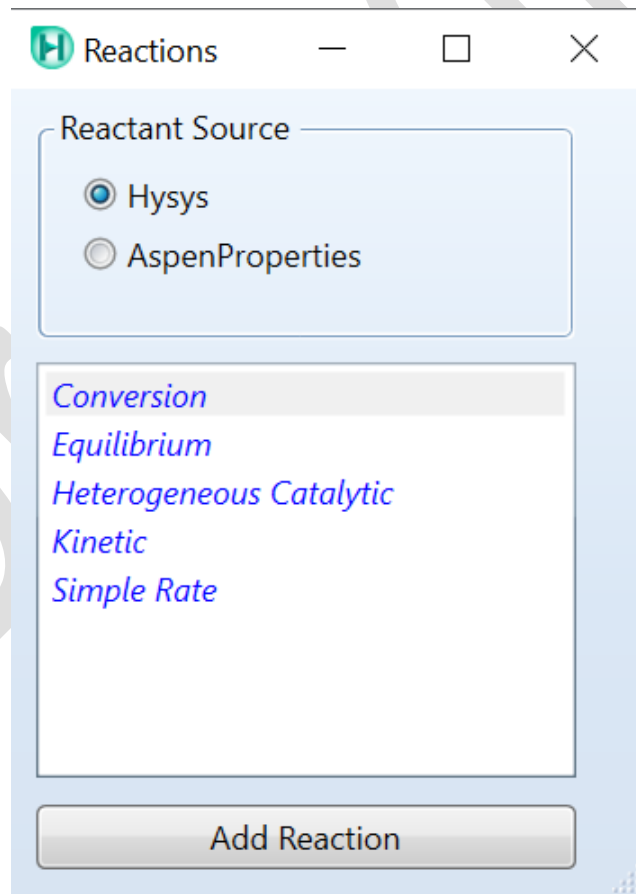 Reactions
Reactant Source
Hysys
AspenProperties
Conversion
Equilibrium
Heterogeneous Catalytic
Kinetic
Simple Rate
Add Reaction